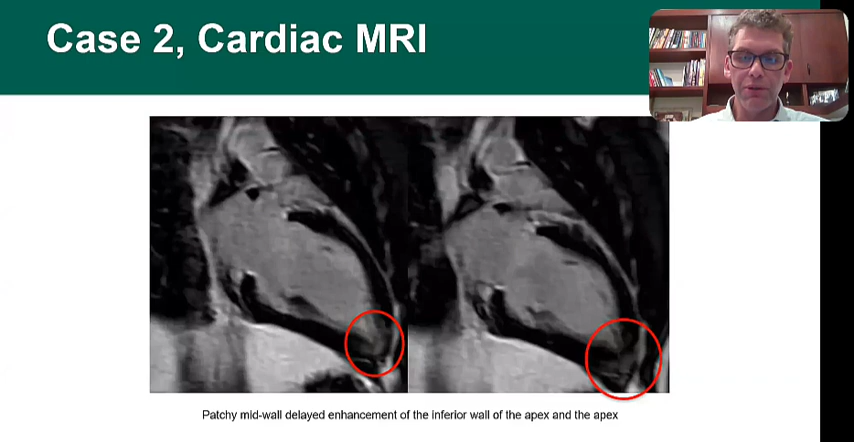 Case 2, Cardiac MRI
Patchy mid-wall delayed enhancement of the inferior wall of the apex and the apex